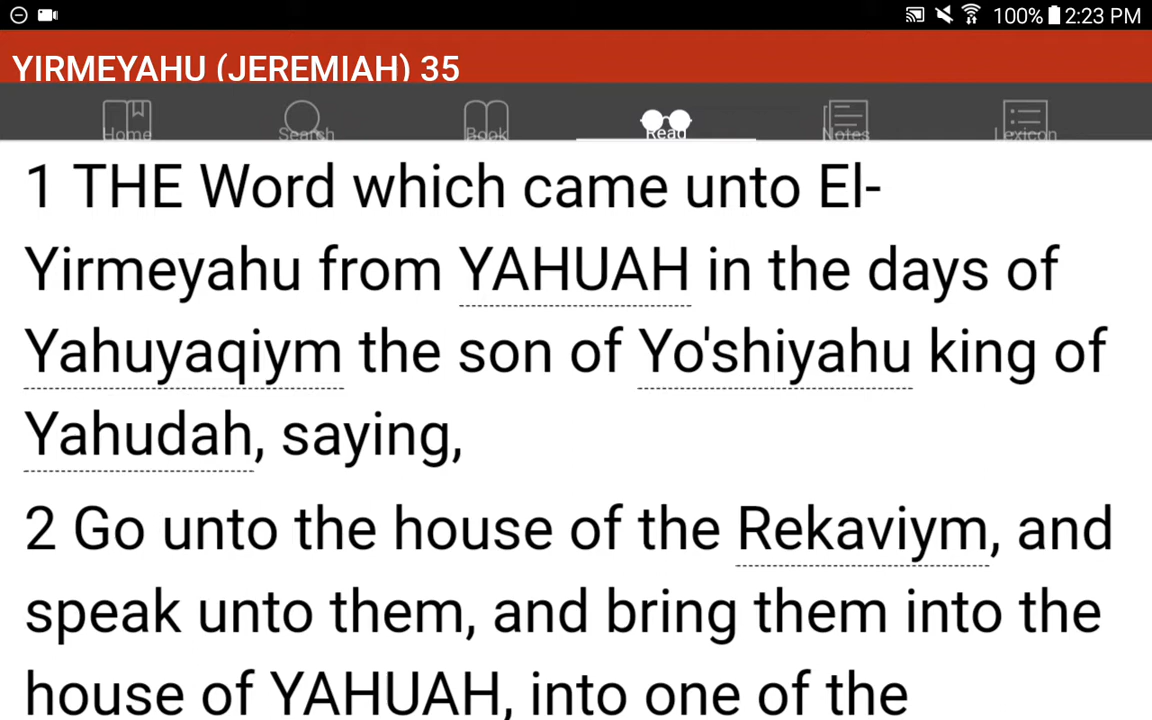 100% 2:23 PM
YIRMEYAHU (JEREMIAH) 35
Home Search Book Read Notes Lexicon
1 THE Word which came unto El-
Yirmeyahu from YAHUAH in the days of
Yahuyaqiym the son of Yo'shiyahu king of
Yahudah, saying,
2 Go unto the house of the Rekaviym, and
speak unto them, and bring them into the
house of YAHUAH, into one of the